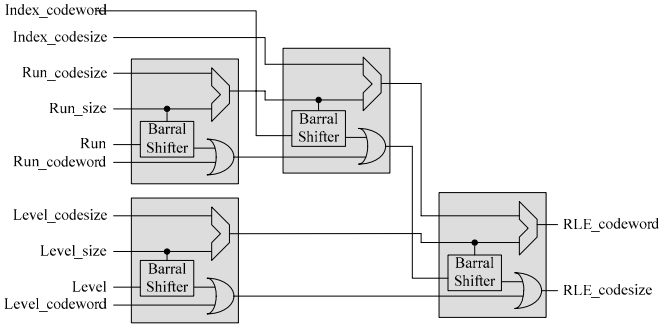 Index_codeword
Index_codesize
Run_codesize
Run_size
Barral
Shifter
Run
Run_codeword
Barral
Shifter
Level_codesize
Level_size
Barral
Shifter
Level
Level_codeword
Barral
Shifter
RLE_codeword
RLE_codesize